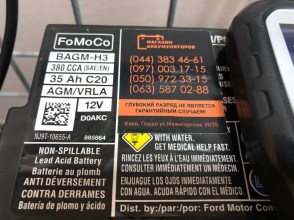 FoMoCo
BAGM-H3
380 CCA (SAE/EN)
35 Ah C20
AGM/VRLA
12V
D0AKC
NJ97-10655-A
885884
NON-SPILLABLE
Lead Acid Battery
ANTI DÉVERSEMENT
Batterie au plomb
CONTRA DERRAMES
Batería de plomo y ácido
МАГАЗИН
АККУМУЛЯТОРОВ
(044) 383 46-61
(097) 003 17-15
(050) 972 33-15
(063) 587 02-88
ГЛУБОКИЙ РАЗРЯД НЕ ЯВЛЯЕТСЯ
ГАРАНТИЙНЫМ СЛУЧАЕМ!
WITH WATER.
GET MEDICAL HELP FAST.
RINCEZ LES YEUX À L'EAU IMMÉDIATEMENT.
CONSULTER IMMÉDIATEMENT UN MÉDECIN.
ENJUAGUE LOS OJOS INMEDIATAMENTE
CON AGUA. ACUDA RÁPIDO CON EL MÉDICO.
Dist. by:/par:/por: Ford Motor Com